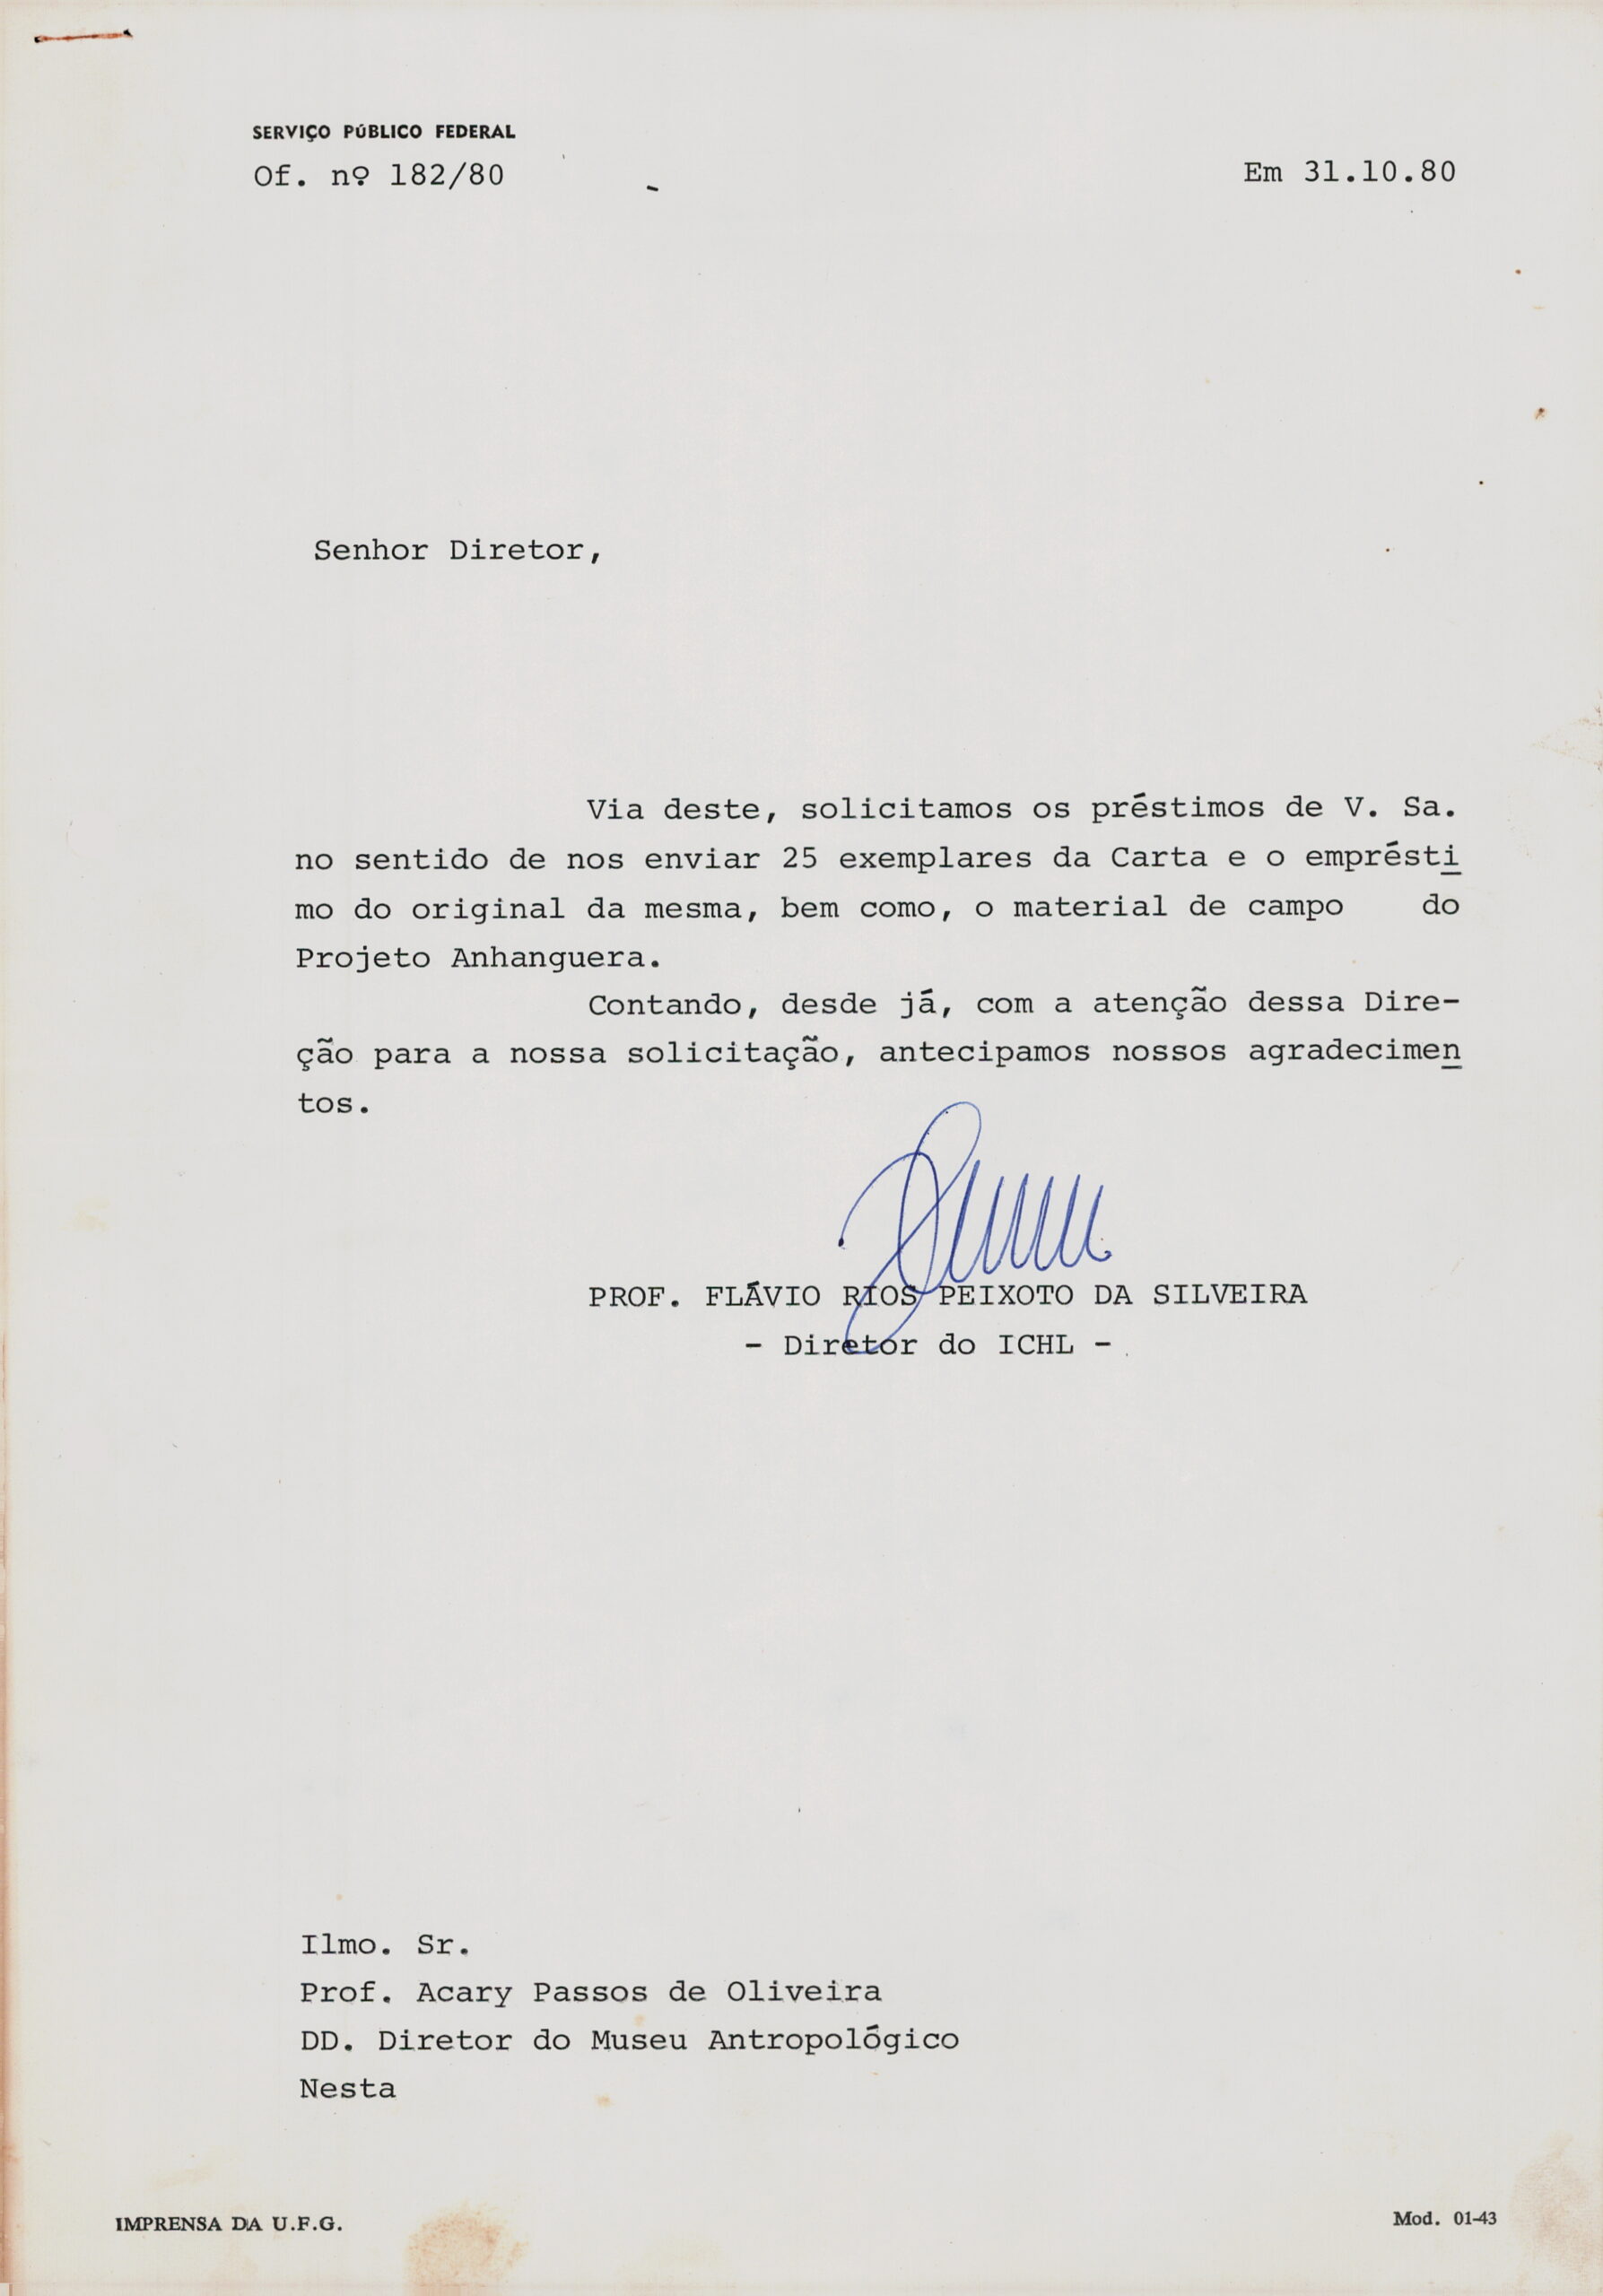 SERVIÇO PÚBLICO FEDERAL
Of. nº 182/80
Em 31.10.80
Senhor Diretor,
Via deste, solicitamos os préstimos de V. Sa.
no sentido de nos enviar 25 exemplares da Carta e o emprésti
mo do original da mesma, bem como, o material de campo do
Projeto Anhanguera.
Contando, desde já, com a atenção dessa Dire-
ção para a nossa solicitação, antecipamos nossos agradecimen
tos.
PROF. FLÁVIO RIOS PEIXOTO DA SILVEIRA
- Diretor do ICHL -
Ilmo. Sr.
Prof. Acary Passos de Oliveira
DD. Diretor do Museu Antropológico
Nesta
IMPRENSA DA U.F.G.
Mod. 01-43